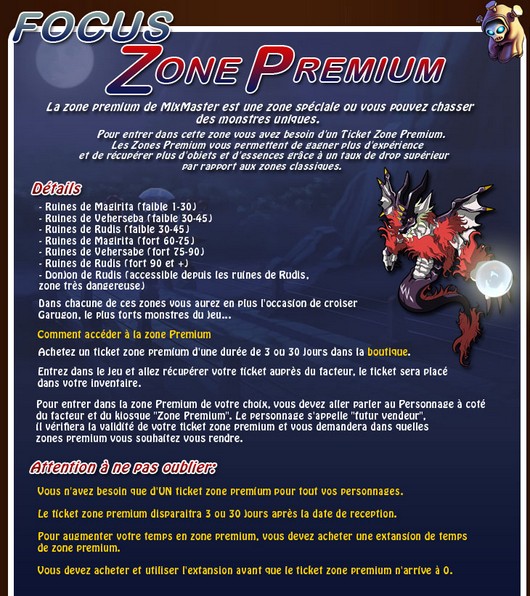 FOCUS
ZONE PREMIUM
La zone premium de MixMaster est une zone spéciale ou vous pouvez chasser
des monstres uniques.
Pour entrer dans cette zone vous avez besoin d'un Ticket Zone Premium.
Les Zones Premium vous permettent de gagner plus d'expérience
et de récupérer plus d'objets et d'essences grâce à un taux de drop supérieur
par rapport aux zones classiques.
Détails
- Ruines de Magirita (faible 1-30)
- Ruines de Veherseba (faible 30-45)
- Ruines de Rudis (faible 30-45)
- Ruines de Magirita (fort 60-75)
- Ruines de Vehersabe (fort 75-90)
- Ruines de Rudis (fort 90 et +)
- Donjon de Rudis (accessible depuis les ruines de Rudis,
zone très dangereuse)
Dans chacune de ces zones vous aurez en plus l'occasion de croiser
Garugon, le plus forts monstres du jeu...
Comment accéder à la zone Premium
Achetez un ticket zone premium d'une durée de 3 ou 30 jours dans la boutique.
Entrez dans le jeu et allez récupérer votre ticket auprès du facteur, le ticket sera placé
dans votre inventaire.
Pour entrer dans la zone Premium de votre choix, vous devez aller parler au Personnage à coté
du facteur et du kiosque "Zone Premium". Le personnage s'appelle "futur vendeur",
il vérifiera la validité de votre ticket zone premium et vous demandera dans quelles
zones premium vous souhaitez vous rendre.
Attention à ne pas oublier:
Vous n'avez besoin que d'UN ticket zone premium pour tout vos personnages.
Le ticket zone premium disparaitra 3 ou 30 jours après la date de reception.
Pour augmenter votre temps en zone premium, vous devez acheter une extansion de temps
de zone premium.
Vous devez acheter et utiliser l'extansion avant que le ticket zone premium n'arrive à 0.